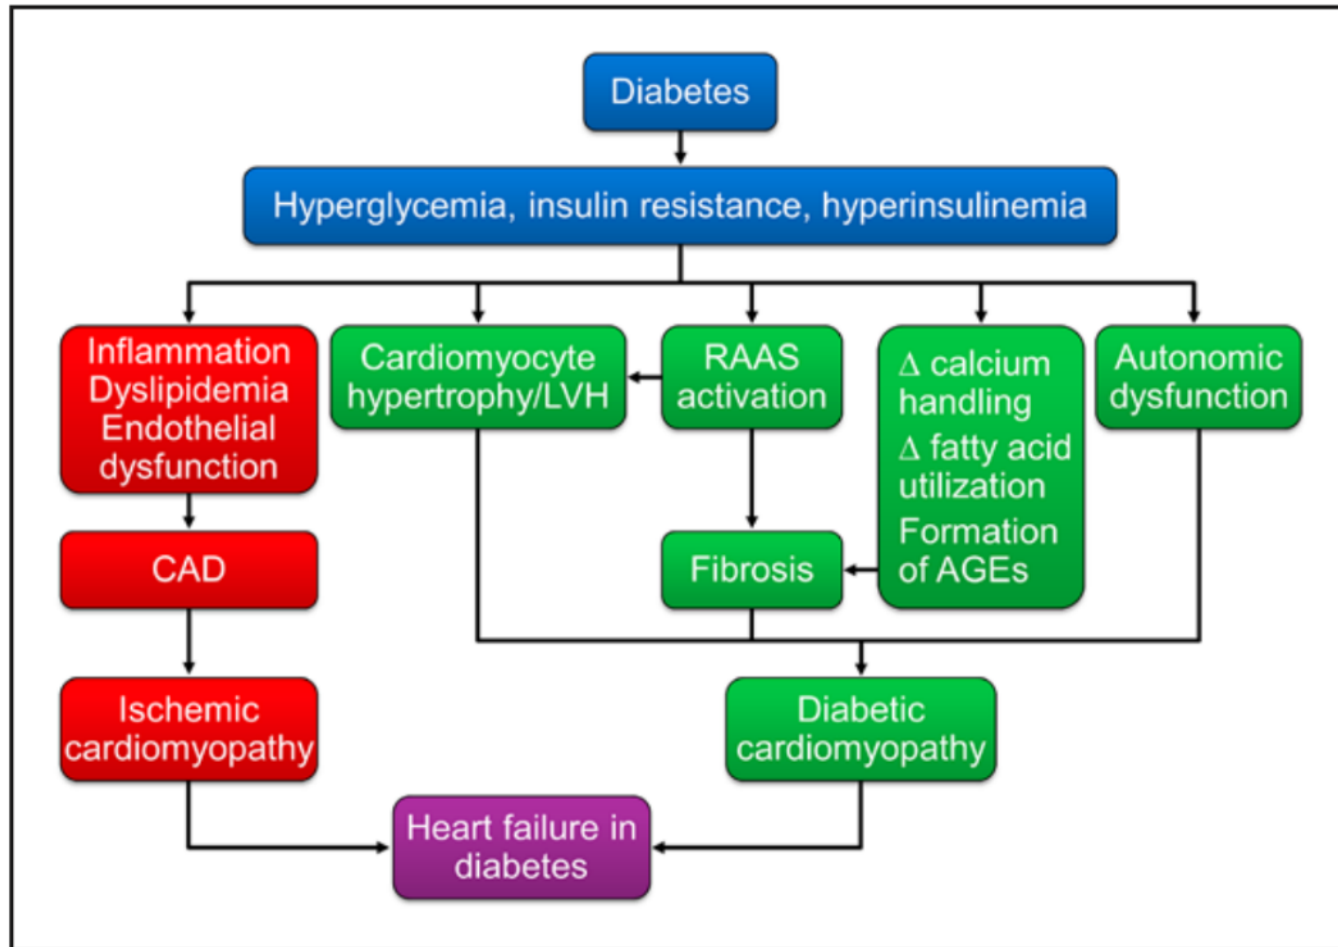 Diabetes
Hyperglycemia, insulin resistance, hyperinsulinemia
Inflammation
Dyslipidemia
Endothelial
dysfunction
Cardiomyocyte
hypertrophy/LVH
RAAS
activation
Δ calcium
handling
Δ fatty acid
utilization
Formation
of AGEs
Autonomic
dysfunction
CAD
Fibrosis
Ischemic
cardiomyopathy
Diabetic
cardiomyopathy
Heart failure in
diabetes